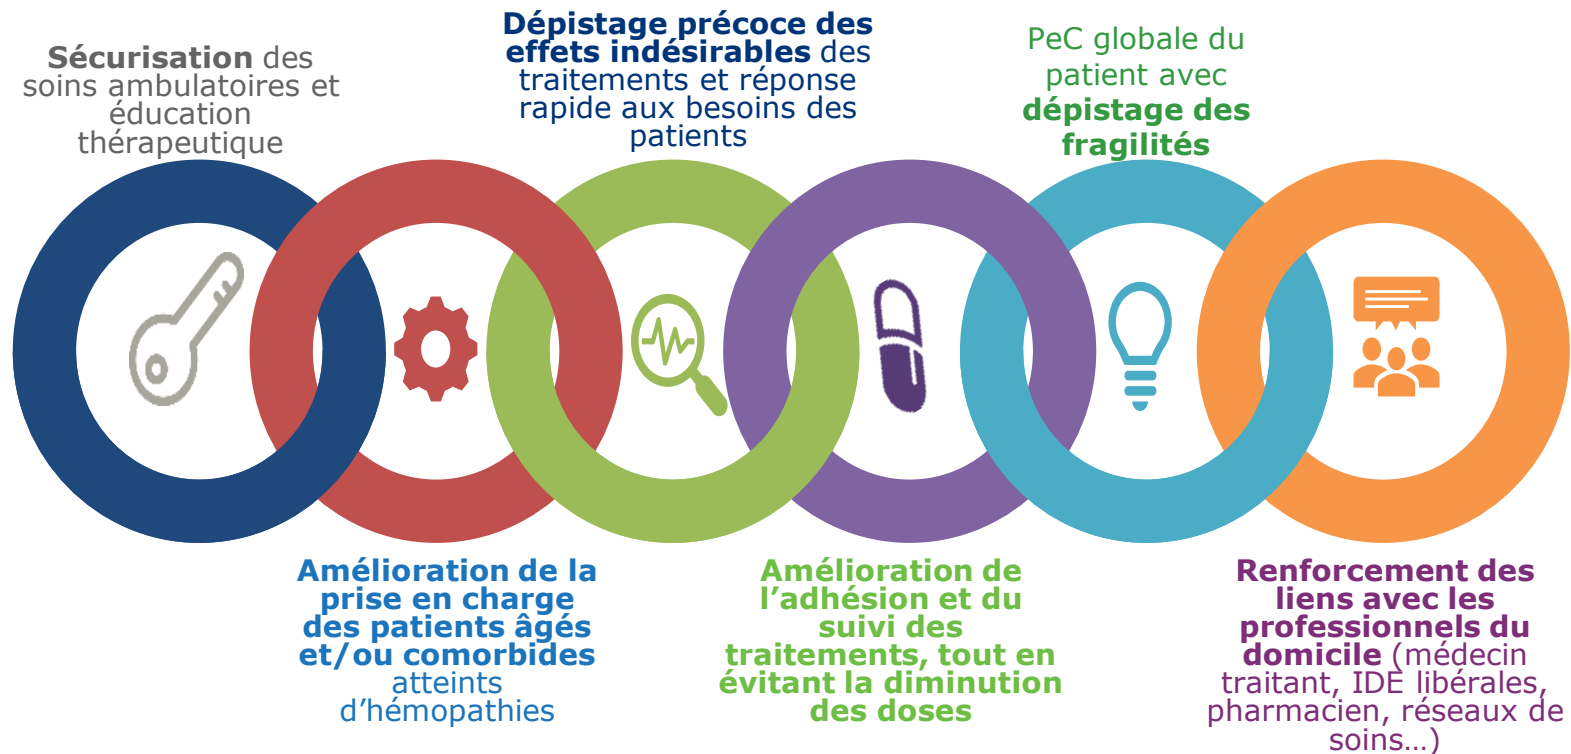 Sécurisation des
soins ambulatoires et
éducation
thérapeutique
Dépistage précoce des
effets indésirables des
traitements et réponse
rapide aux besoins des
patients
PeC globale du
patient avec
dépistage des
fragilités
Amélioration de la
prise en charge
des patients âgés
et/ou comorbides
atteints
d’hémopathies
Amélioration de
l’adhésion et du
suivi des
traitements, tout en
évitant la diminution
des doses
Renforcement des
liens avec les
professionnels du
domicile (médecin
traitant, IDE libérales,
pharmacien, réseaux de
soins…)